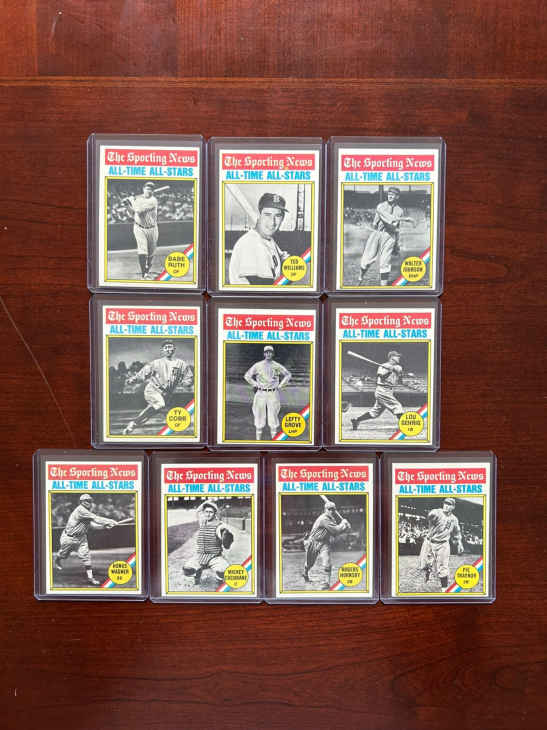 The Sporting News
ALL-TIME ALL-STARS
BABE
RUTH
OF
The Sporting News
ALL-TIME ALL-STARS
TED
WILLIAMS
OF
The Sporting News
ALL-TIME ALL-STARS
WALTER
JOHNSON
RHP
The Sporting News
ALL-TIME ALL-STARS
TY
COBB
OF
The Sporting News
ALL-TIME ALL-STARS
LEFTY
GROVE
LHP
The Sporting News
ALL-TIME ALL-STARS
LOU
GEHRIG
1B
The Sporting News
ALL-TIME ALL-STARS
HONUS
WAGNER
SS
The Sporting News
ALL-TIME ALL-STARS
MICKEY
COCHRANE
The Sporting News
ALL-TIME ALL-STARS
ROGERS
HORNSBY
2B
The Sporting News
ALL-TIME ALL-STARS
PIE
TRAYNOR
3B